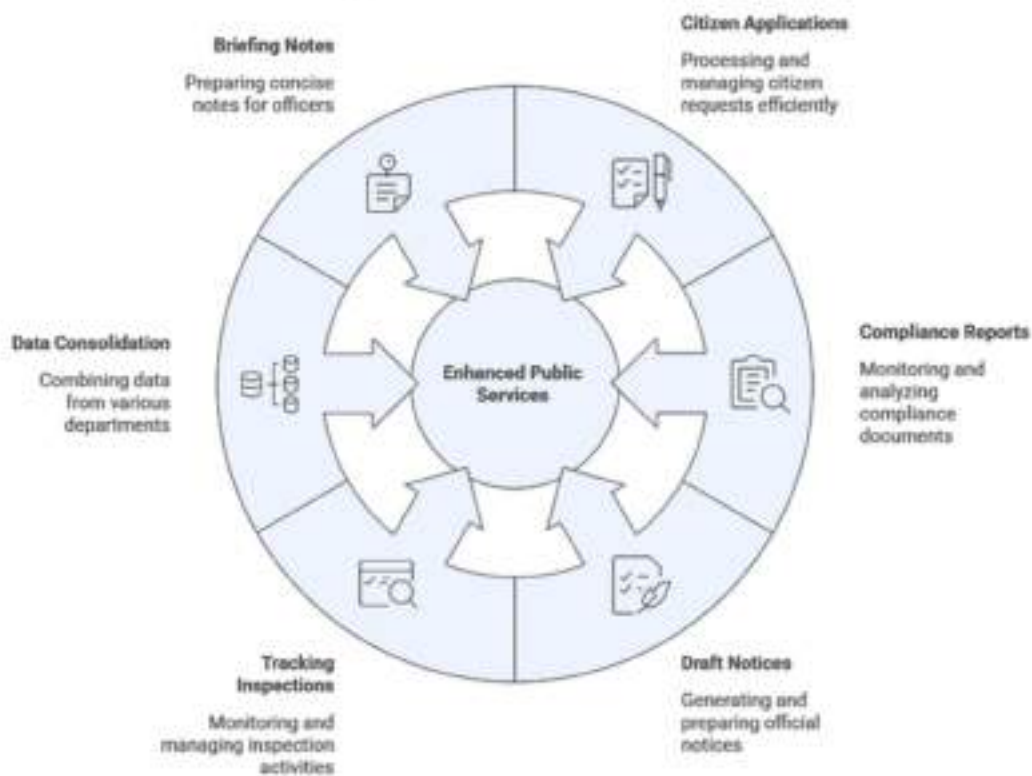 Citizen Applications
Processing and
managing citizen
requests efficiently
Compliance Reports
Monitoring and
analyzing
compliance
documents
Draft Notices
Generating and
preparing official
notices
Tracking
Inspections
Monitoring and
managing inspection
activities
Data Consolidation
Combining data
from various
departments
Briefing Notes
Preparing concise
notes for officers
Enhanced Public
Services